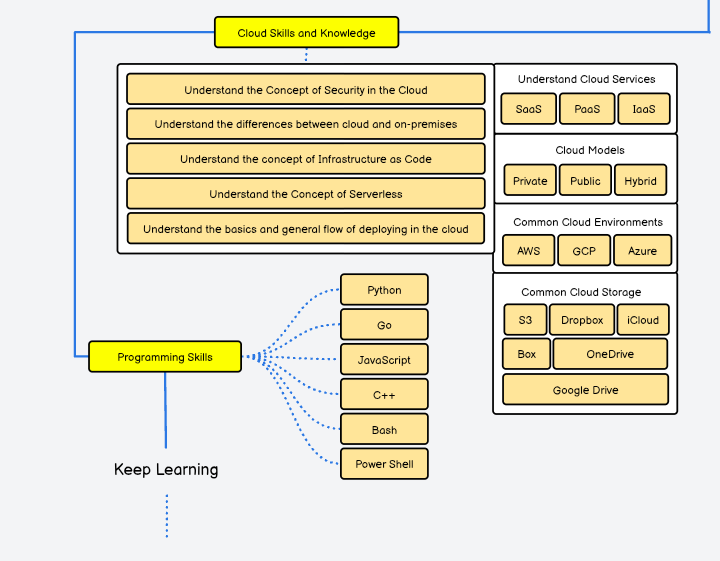 Cloud Skills and Knowledge
Understand the Concept of Security in the Cloud
Understand the differences between cloud and on-premises
Understand the concept of Infrastructure as Code
Understand the Concept of Serverless
Understand the basics and general flow of deploying in the cloud
Understand Cloud Services
SaaS PaaS IaaS
Cloud Models
Private Public Hybrid
Common Cloud Environments
AWS GCP Azure
Common Cloud Storage
S3 Dropbox iCloud
Box OneDrive
Google Drive
Programming Skills
Python
Go
JavaScript
C++
Bash
Power Shell
Keep Learning